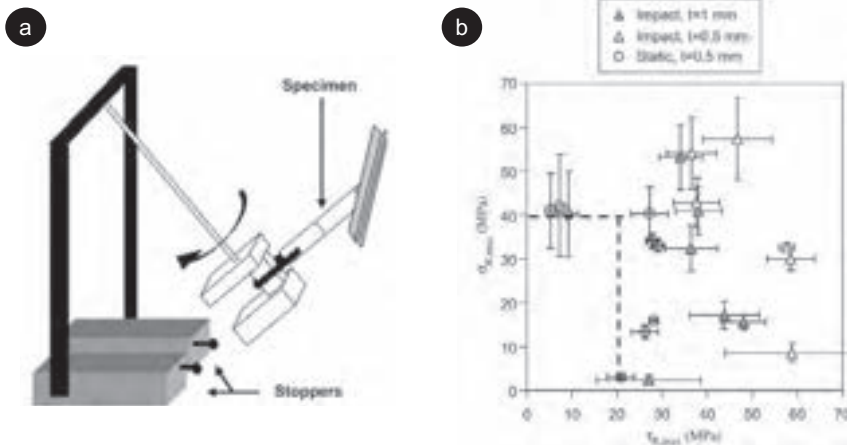 a
Specimen
Stoppers
b
Impact, t=1 mm
Impact, t=0.5 mm
Static, t=0.5 mm
70
60
50
40
30
20
10
0
(MPa)
0 10 20 30 40 50 60 70
(MPa)